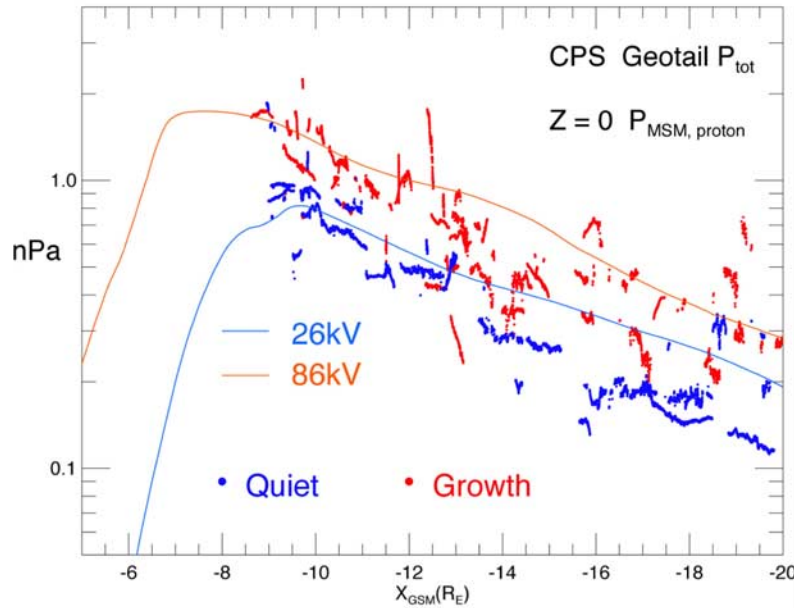 CPS Geotail P_tot
Z = 0 P_MSM, proton
1.0
nPa
26kV
86kV
0.1
Quiet
Growth
-6 -8 -10 -12 -14 -16 -18 -20
X_GSM(R_E)